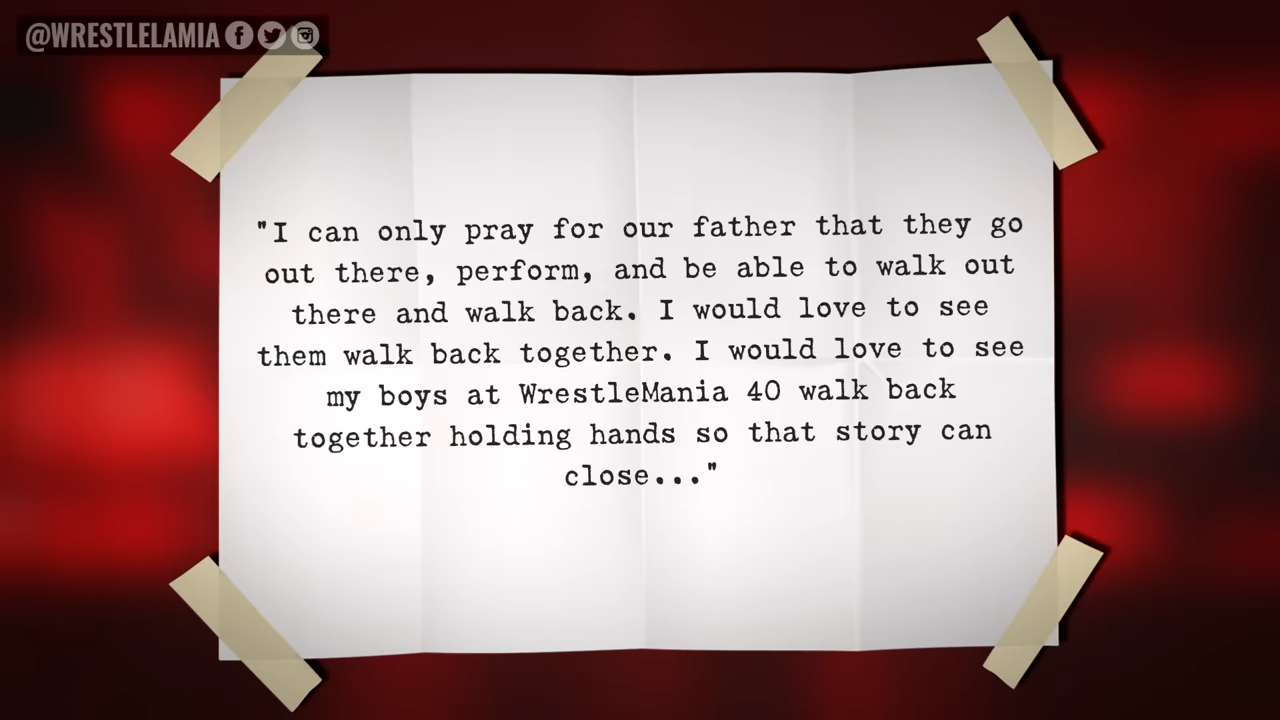 @WRESTLELAMIA
"I can only pray for our father that they go
out there, perform, and be able to walk out
there and walk back. I would love to see
them walk back together. I would love to see
my boys at WrestleMania 40 walk back
together holding hands so that story can
close..."